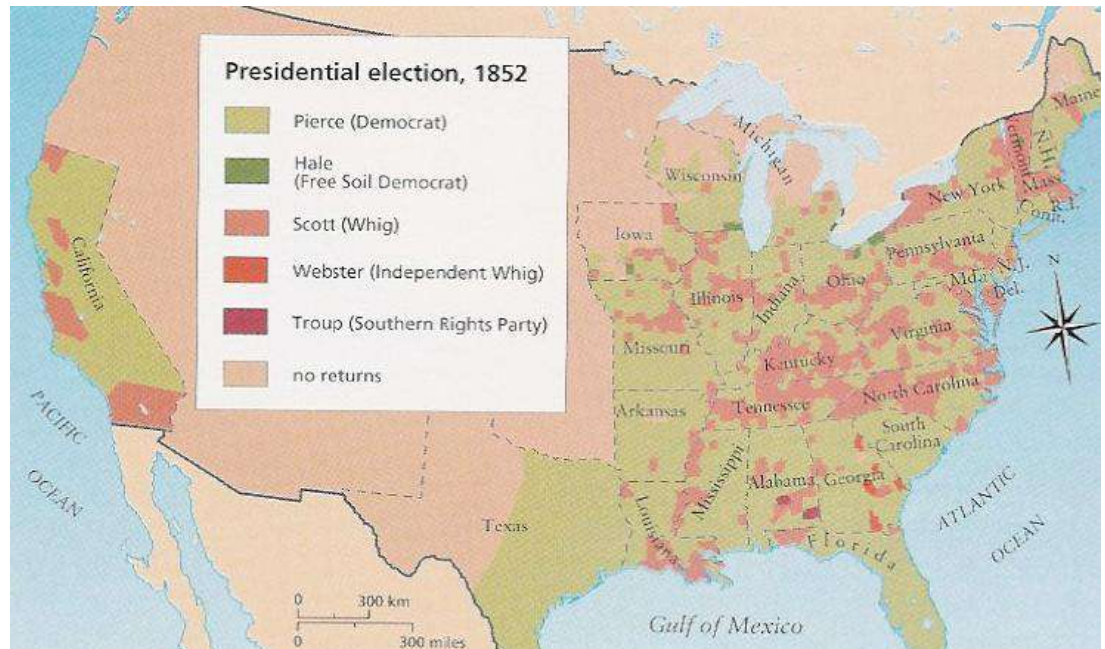 Presidential election, 1852
Pierce (Democrat)
Hale
(Free Soil Democrat)
Scott (Whig)
Webster (Independent Whig)
Troup (Southern Rights Party)
no returns
Maine
Vermont
N.H.
Michigan
Wisconsin
New York
Mass.
R.I.
Conn.
Iowa
Pennsylvania
N.J.
Mda
Del.
Ohio
Illinois
Indiana
California
Virginia
Missouri
Kentucky
North Carolina
Tennessee
Arkansas
South
Carolina
Mississippi
Alabama
Georgia
Louisiana
Texas
Florida
N
PACIFIC
OCEAN
ATLANTIC
OCEAN
Gulf of Mexico
0 300 km
0 300 miles